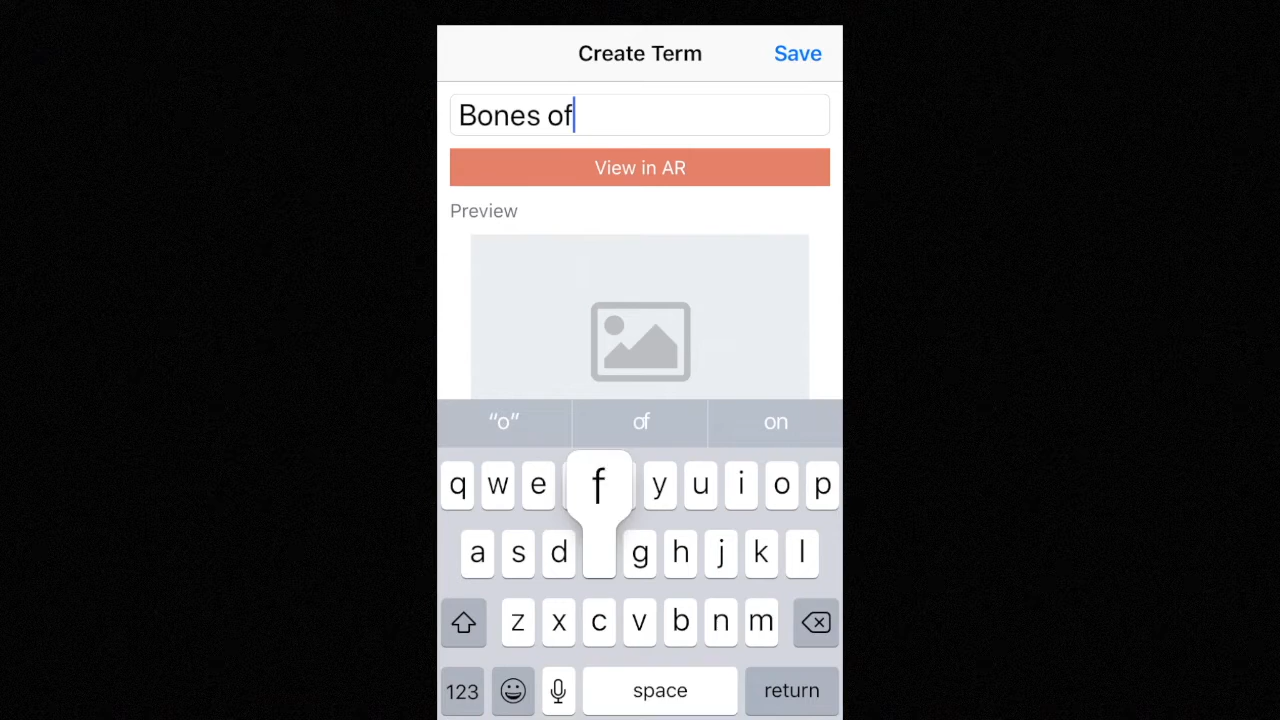 Create Term
Save
Bones of
View in AR
Preview
“o” of on
q w e f y u i o p
a s d g h j k l
z x c v b n m
123 space return